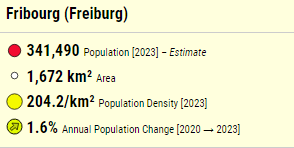 Fribourg (Freiburg)
341,490 Population [2023] – Estimate
1,672 km² Area
204.2/km² Population Density [2023]
1.6% Annual Population Change [2020 → 2023]